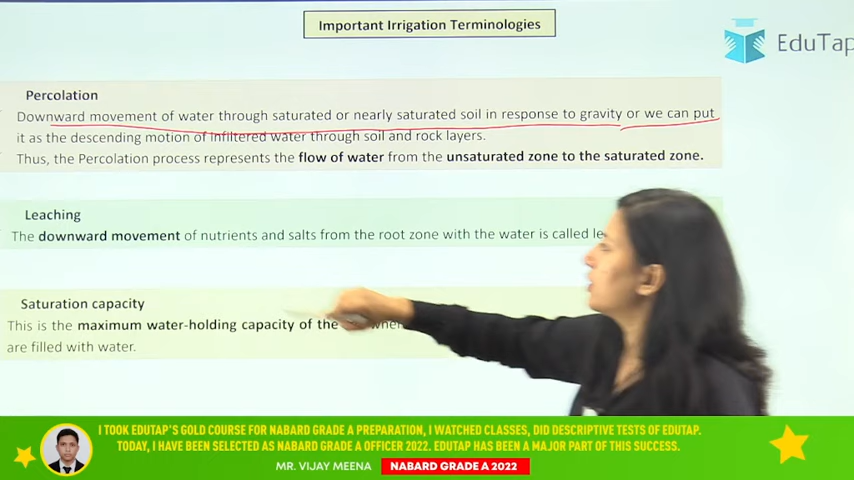 Important Irrigation Terminologies
EduTap
Percolation
Downward movement of water through saturated or nearly saturated soil in response to gravity or we can put
it as the descending motion of infiltered water through soil and rock layers.
Thus, the Percolation process represents the flow of water from the unsaturated zone to the saturated zone.
Leaching
The downward movement of nutrients and salts from the root zone with the water is called
Saturation capacity
This is the maximum water-holding capacity of the
are filled with water.
I TOOK EDUTAP'S GOLD COURSE FOR NABARD GRADE A PREPARATION, I WATCHED CLASSES, DID DESCRIPTIVE TESTS OF EDUTAP.
TODAY, I HAVE BEEN SELECTED AS NABARD GRADE A OFFICER 2022. EDUTAP HAS BEEN A MAJOR PART OF THIS SUCCESS.
MR. VIJAY MEENA NABARD GRADE A 2022